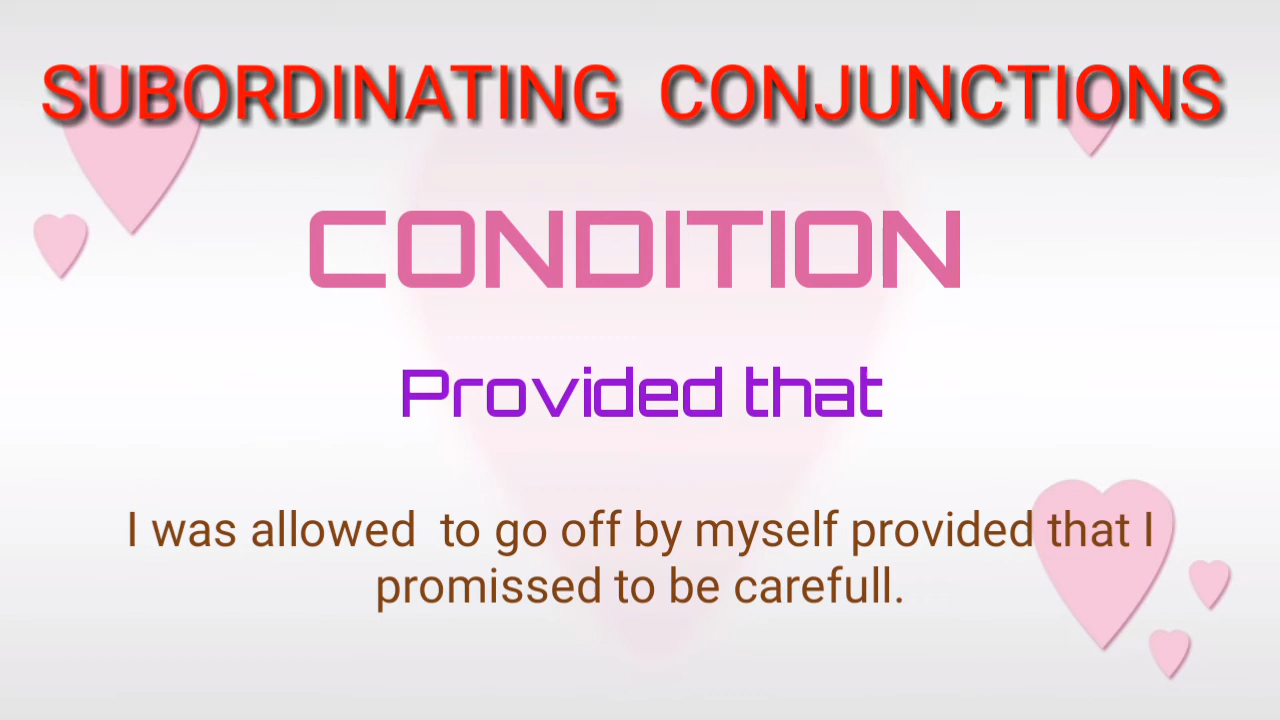 SUBORDINATING CONJUNCTIONS
CONDITION
Provided that
I was allowed to go off by myself provided that I
promissed to be carefull.